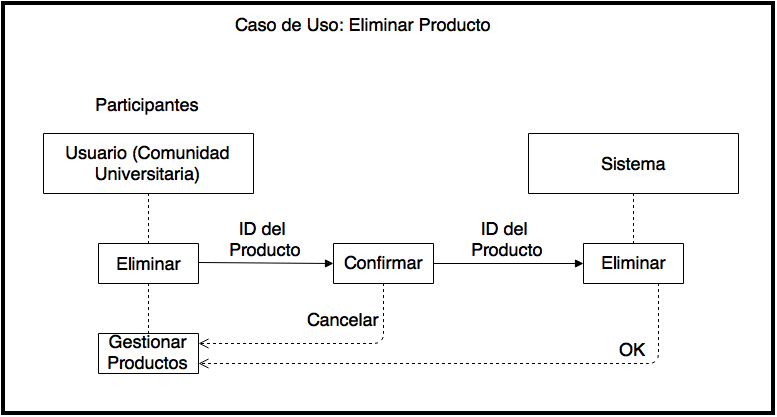 Caso de Uso: Eliminar Producto
Participantes
Usuario (Comunidad
Universitaria)
Sistema
ID del
Producto
ID del
Producto
Eliminar
Confirmar
Eliminar
Cancelar
Gestionar
Productos
OK